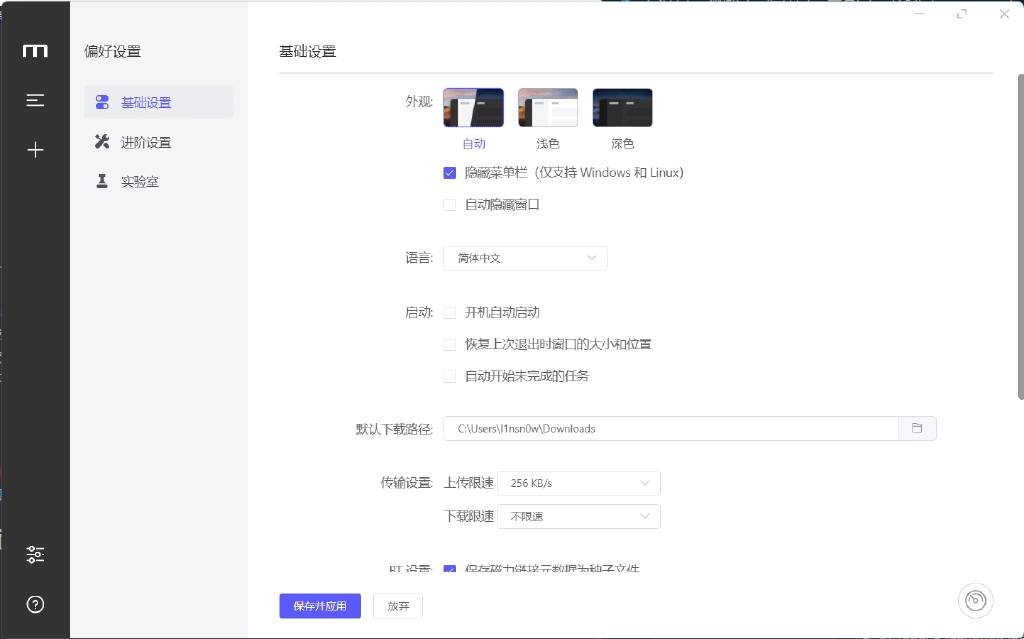 m
偏好设置
基础设置
进阶设置
实验室
基础设置
外观:
自动
浅色
深色
隐藏菜单栏（仅支持 Windows 和 Linux）
自动隐藏窗口
语言: 简体中文
启动: 开机自动启动
恢复上次退出时窗口的大小和位置
自动开始未完成的任务
默认下载路径: C:\Users\l1nsn0w\Downloads
传输设置: 上传限速 256 KB/s
下载限速 不限速
BT 设置: 保存磁力链接元数据为种子文件
保存并应用 放弃